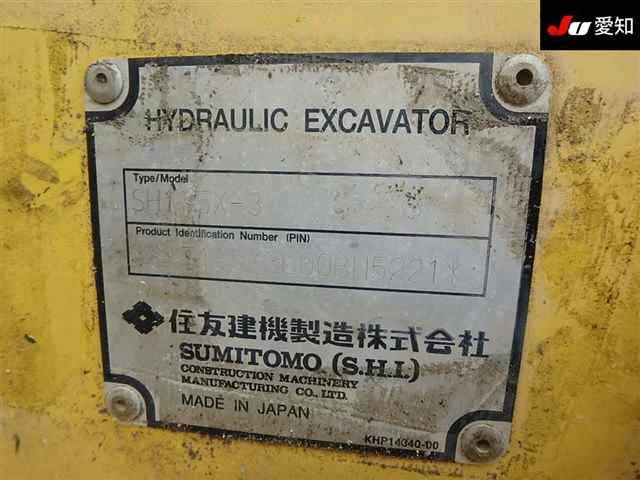 JU 愛知
HYDRAULIC EXCAVATOR
Type/Model
Product Identification Number (PIN)
住友建機製造株式会社
SUMITOMO (S.H.I.)
CONSTRUCTION MACHINERY
MANUFACTURING CO., LTD.
MADE IN JAPAN
KHP14340-00